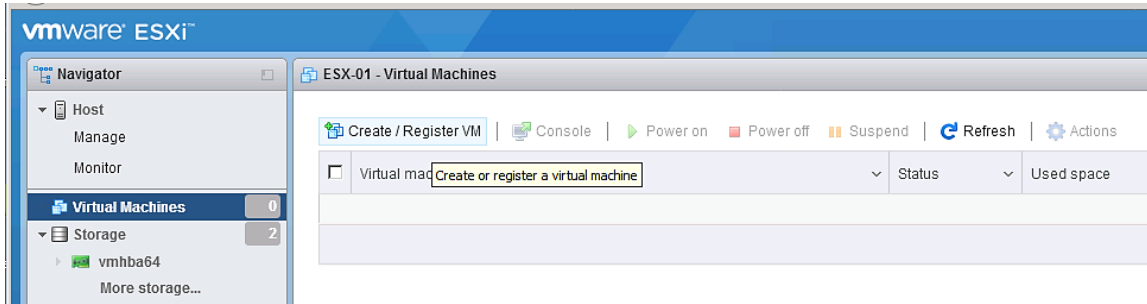 vmware ESXi™
Navigator
ESX-01 - Virtual Machines
Host
Manage
Monitor
Create / Register VM
Console
Power on
Power off
Suspend
Refresh
Actions
Virtual mac
Create or register a virtual machine
Status
Used space
Virtual Machines
0
Storage
2
vmhba64
More storage...